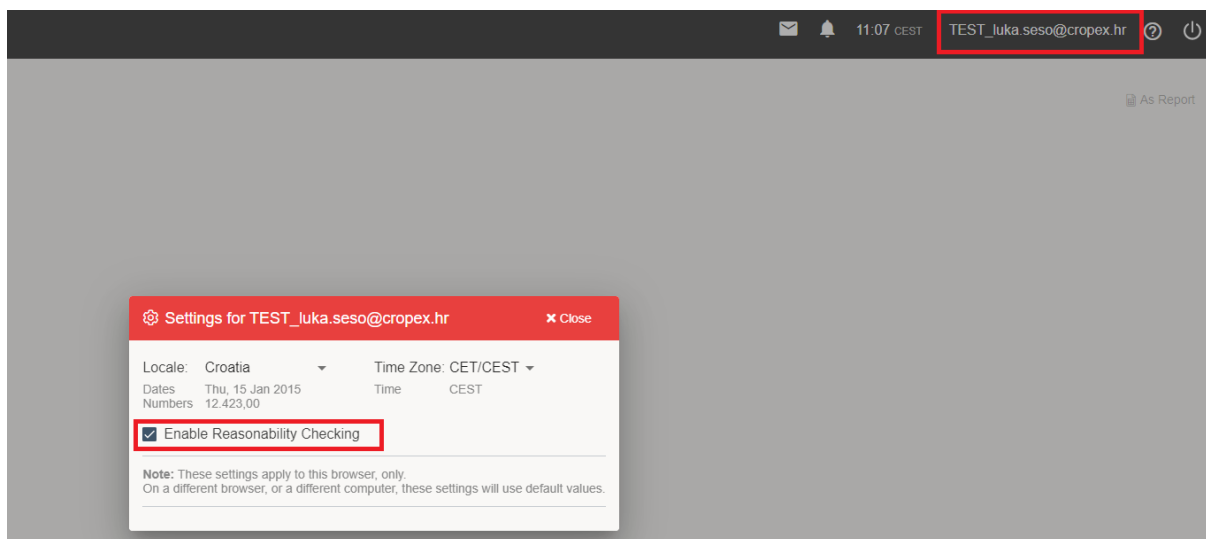 11:07 CEST TEST_luka.seso@cropex.hr
As Report
Settings for TEST_luka.seso@cropex.hr Close
Locale: Croatia Time Zone: CET/CEST
Dates Thu, 15 Jan 2015 Time CEST
Numbers 12.423,00
Enable Reasonability Checking
Note: These settings apply to this browser, only.
On a different browser, or a different computer, these settings will use default values.